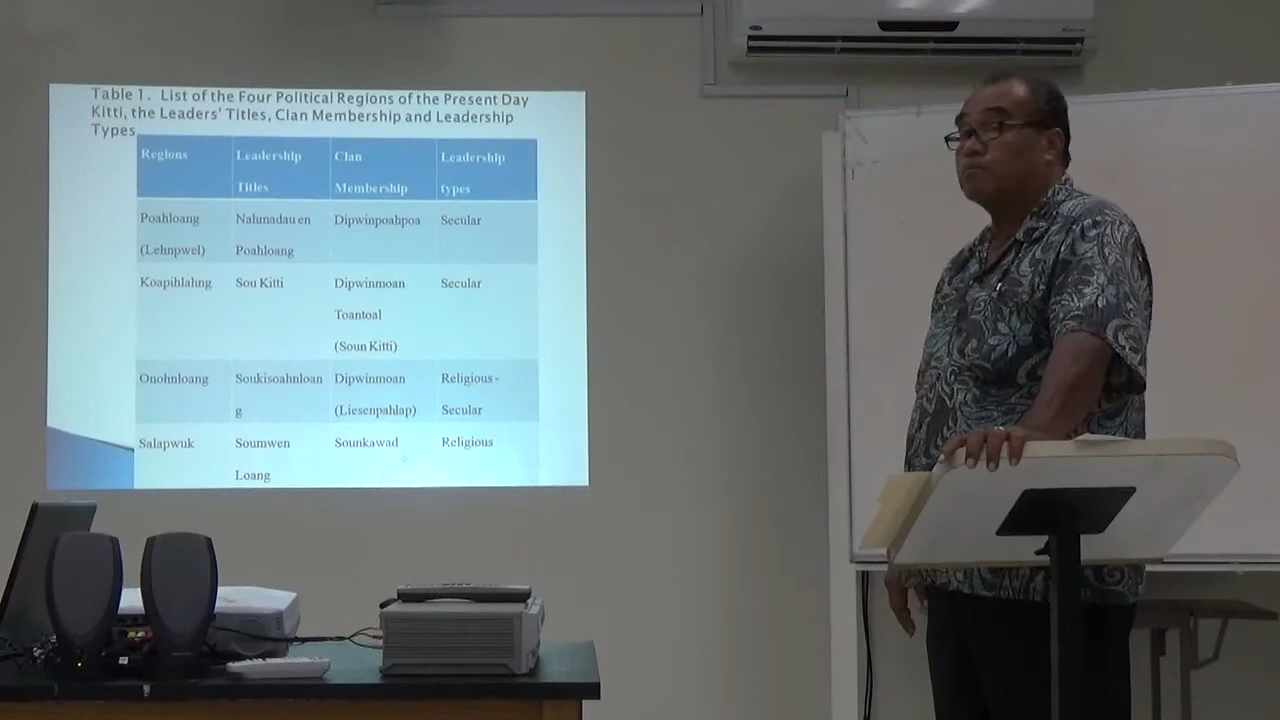 Table 1. List of the Four Political Regions of the Present Day
Kitti, the Leaders' Titles, Clan Membership and Leadership
Types
Regions Leadership Titles Clan Membership Leadership types
Poahloang (Lehnpwel) Nahnadau en Poahloang Dipwinpoahpoa Secular
Koapihlahng Sou Kitti Dipwinmoan Toantoal (Soun Kitti) Secular
Onohnloang Soukisoahnloan g Dipwinmoan (Liesenpahlap) Religious - Secular
Salapwuk Soumwen Loang Sounkawad Religious